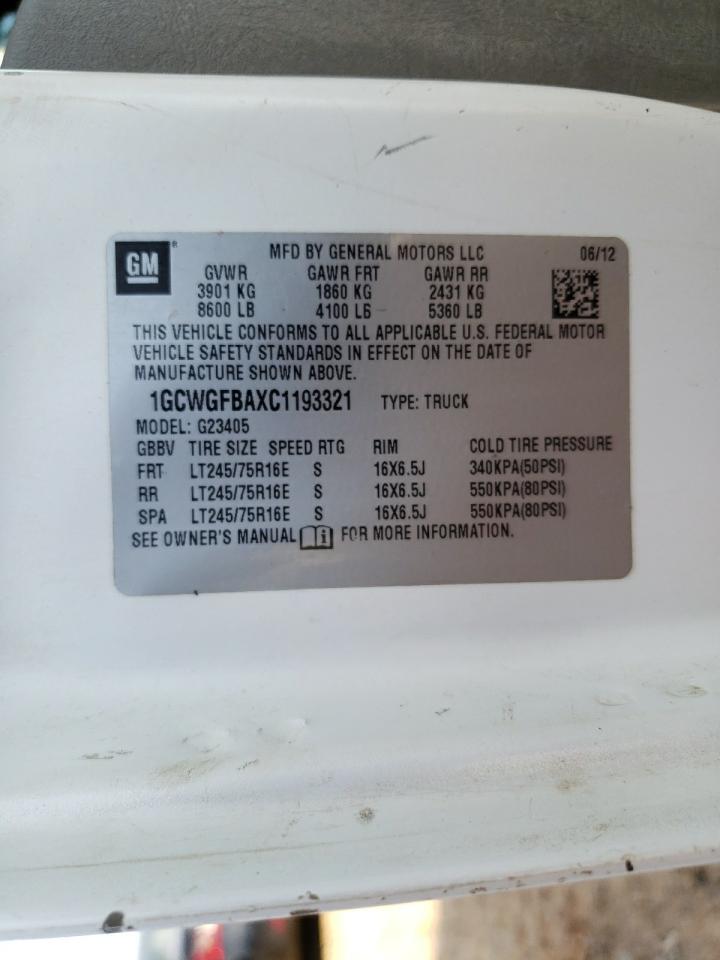 GM ® MFD BY GENERAL MOTORS LLC 06/12
GVWR GAWR FRT GAWR RR
3901 KG 1860 KG 2431 KG
8600 LB 4100 LB 5360 LB
THIS VEHICLE CONFORMS TO ALL APPLICABLE U.S. FEDERAL MOTOR
VEHICLE SAFETY STANDARDS IN EFFECT ON THE DATE OF
MANUFACTURE SHOWN ABOVE.
1GCWGFBAXC1193321 TYPE: TRUCK
MODEL: G23405
GBBV TIRE SIZE SPEED RTG RIM COLD TIRE PRESSURE
FRT LT245/75R16E S 16X6.5J 340KPA(50PSI)
RR LT245/75R16E S 16X6.5J 550KPA(80PSI)
SPA LT245/75R16E S 16X6.5J 550KPA(80PSI)
SEE OWNER'S MANUAL i FOR MORE INFORMATION.